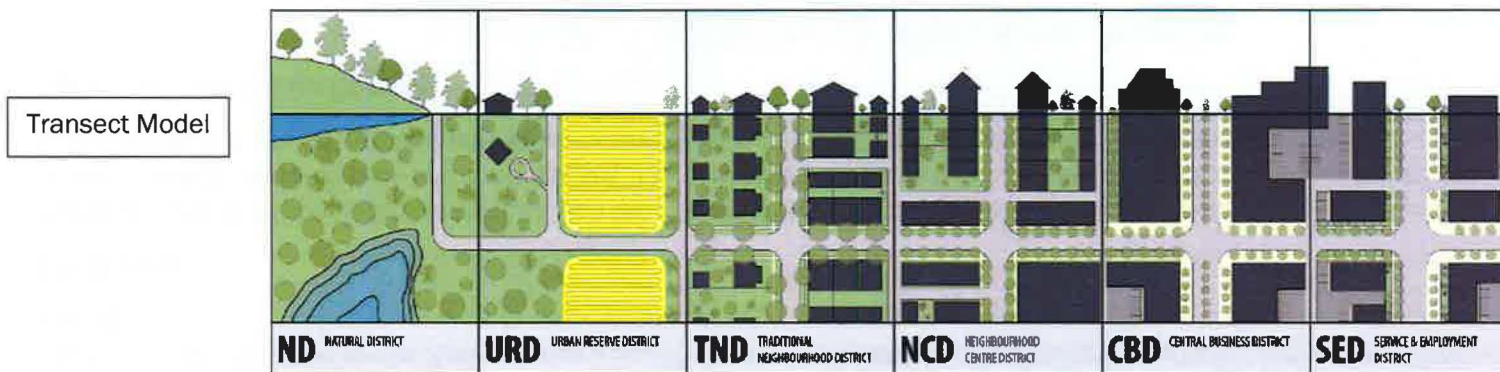 Transect Model
ND NATURAL DISTRICT
URD URBAN RESERVE DISTRICT
TND TRADITIONAL
NEIGHBOURHOOD DISTRICT
NCD NEIGHBOURHOOD
CENTRE DISTRICT
CBD CENTRAL BUSINESS DISTRICT
SED SERVICE & EMPLOYMENT
DISTRICT